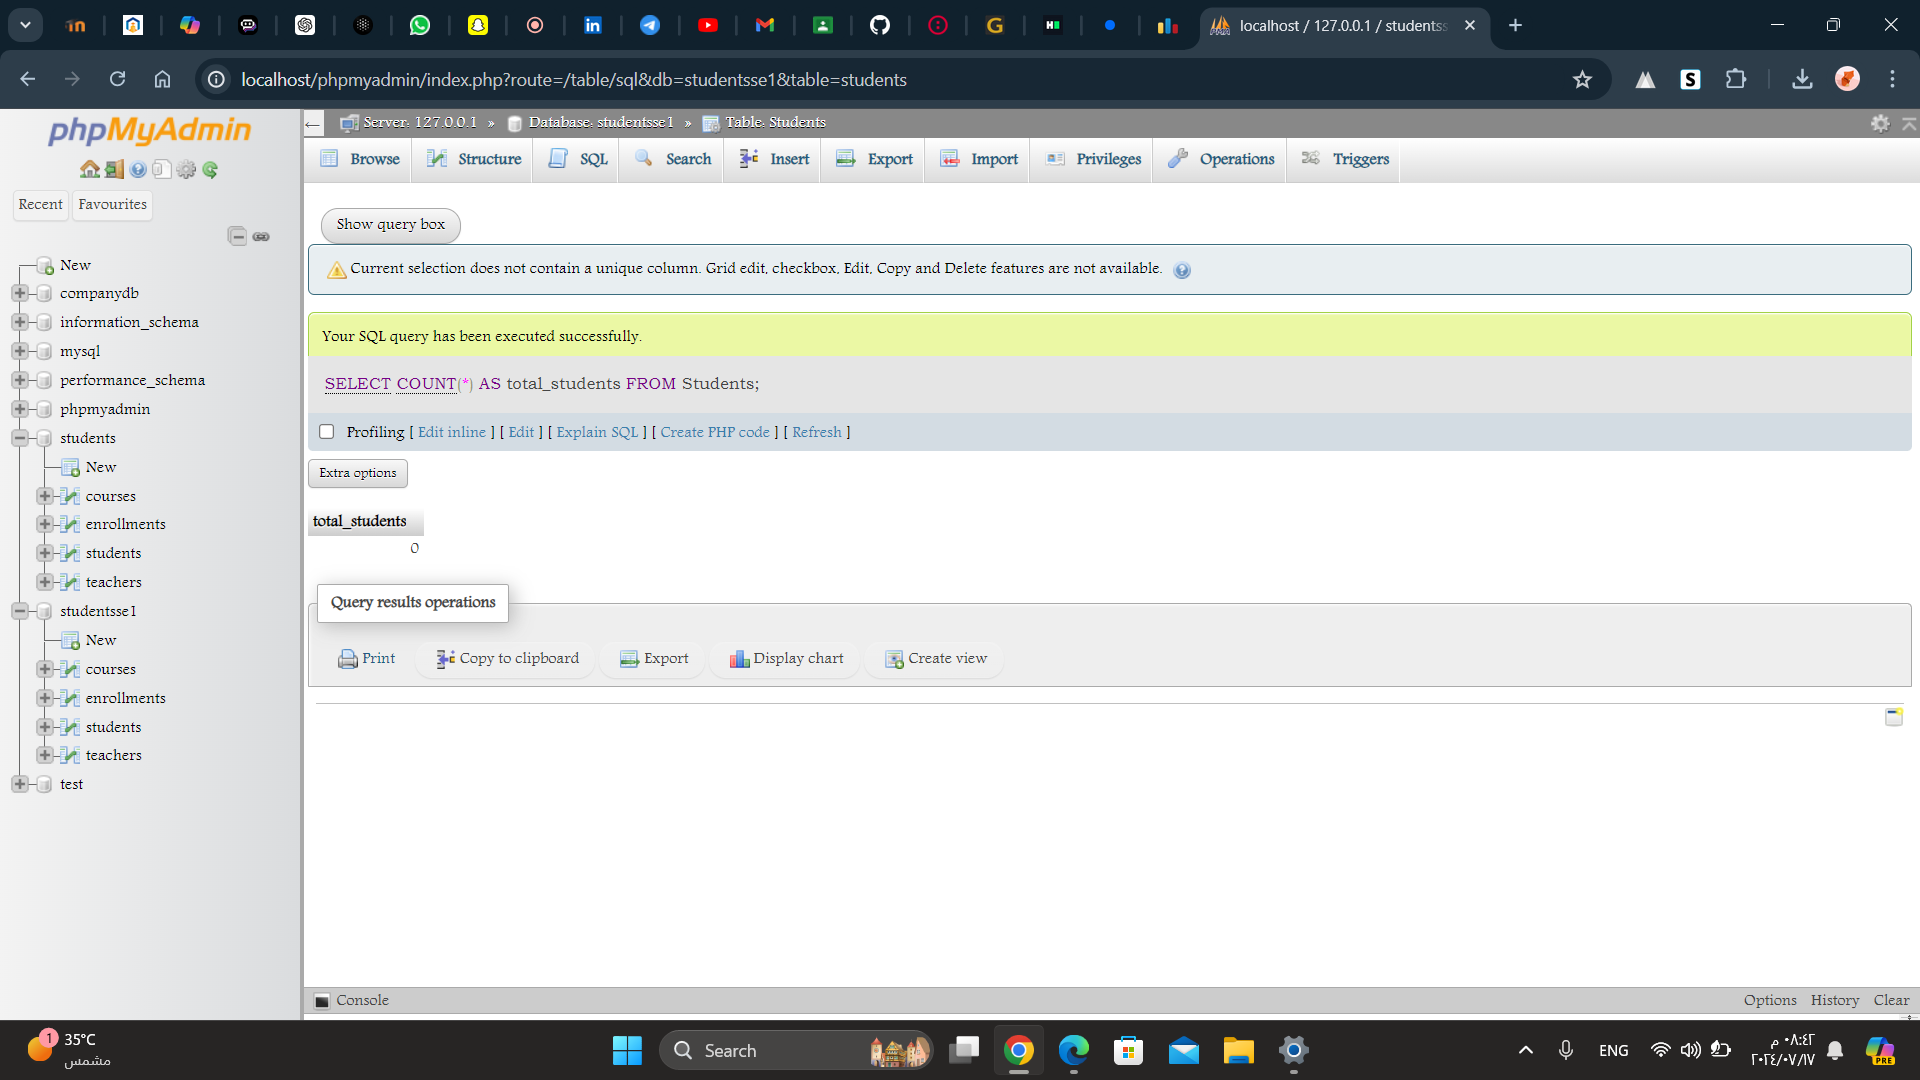 localhost / 127.0.0.1 / studentss
localhost/phpmyadmin/index.php?route=/table/sql&db=studentsse1&table=students
phpMyAdmin
Recent
Favourites
New
companydb
information_schema
mysql
performance_schema
phpmyadmin
students
New
courses
enrollments
students
teachers
studentsse1
New
courses
enrollments
students
teachers
test
Server: 127.0.0.1 » Database: studentsse1 » Table: Students
Browse Structure SQL Search Insert Export Import Privileges Operations Triggers
Show query box
Current selection does not contain a unique column. Grid edit, checkbox, Edit, Copy and Delete features are not available.
Your SQL query has been executed successfully.
SELECT COUNT(*) AS total_students FROM Students;
Profiling [ Edit inline ] [ Edit ] [ Explain SQL ] [ Create PHP code ] [ Refresh ]
Extra options
total_students
0
Query results operations
Print Copy to clipboard Export Display chart Create view
Console
Options History Clear
1
35°C
مشمس
Search
ENG
٠٨:٤٢ م
٢٠٢٤/٠٧/١٧
PRE